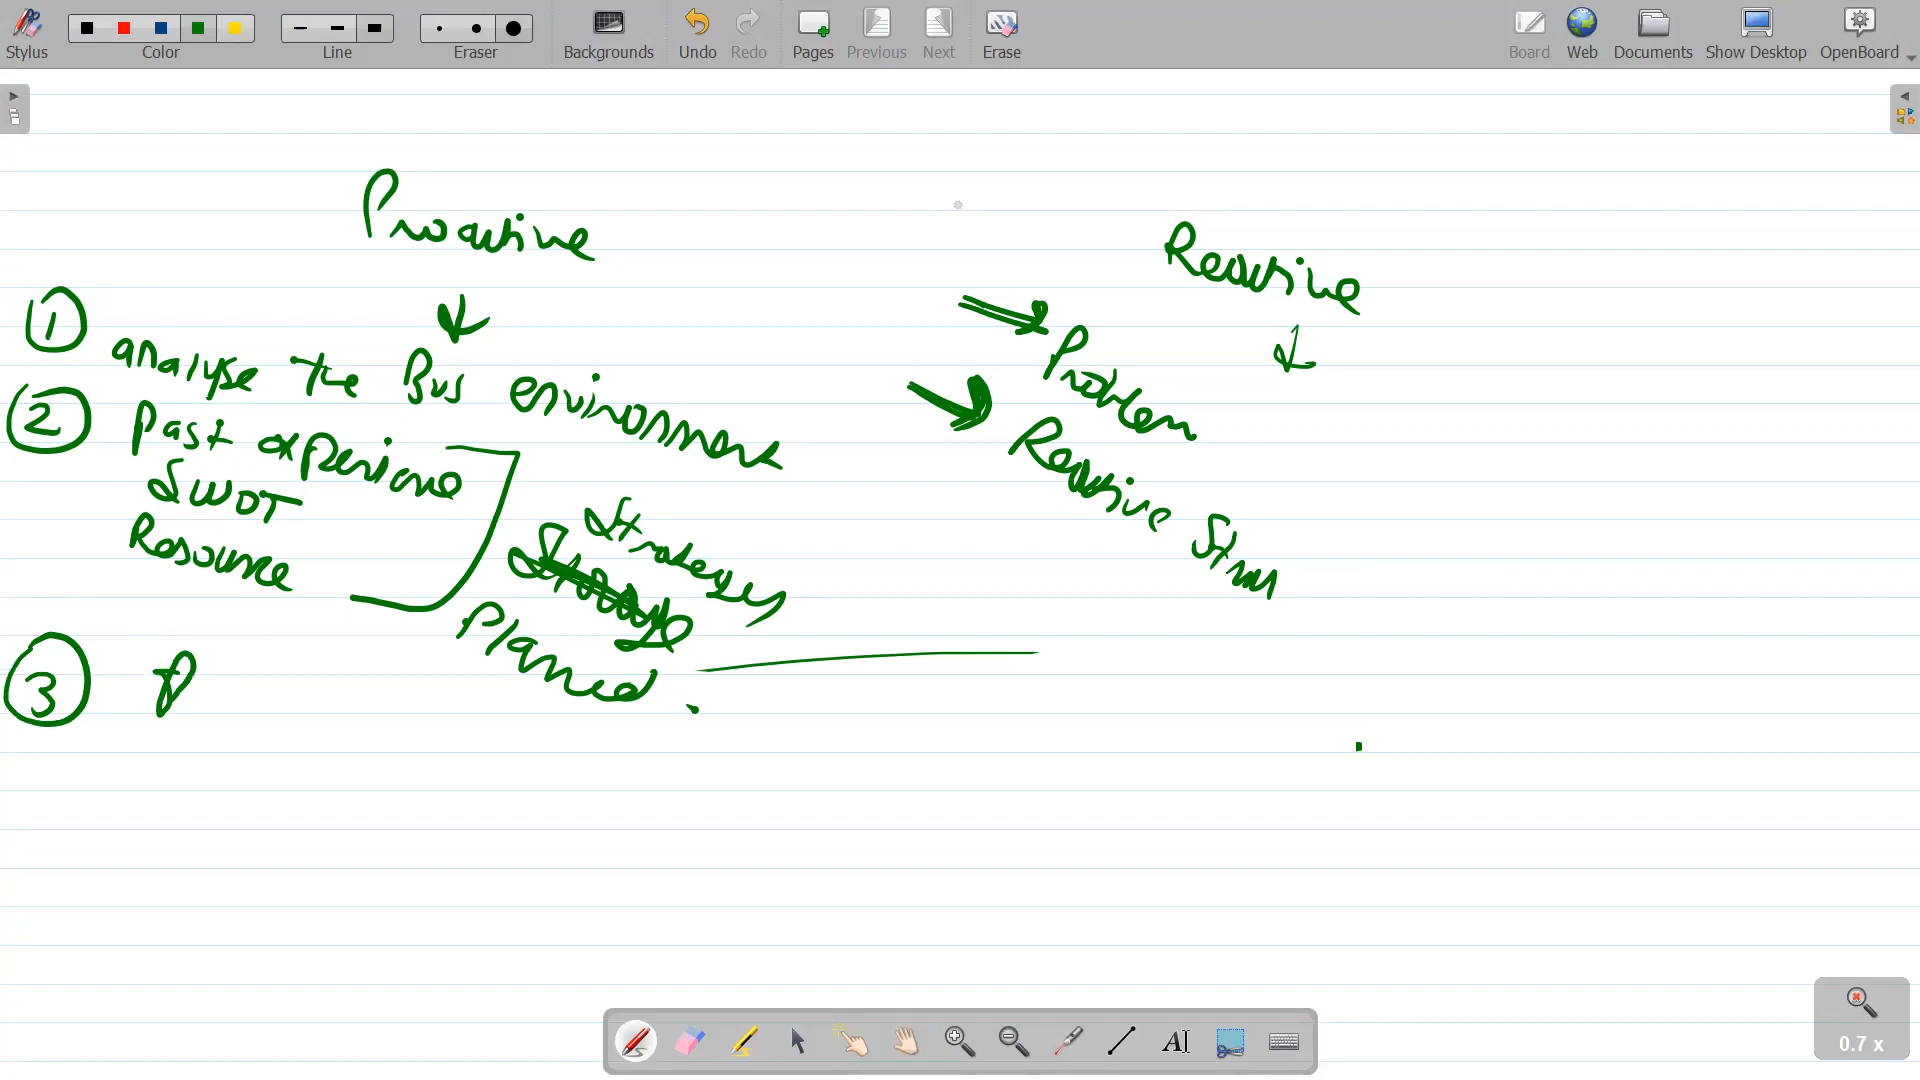 Stylus
Color
Line
Eraser
Backgrounds
Undo
Redo
Pages
Previous
Next
Erase
Board
Web
Documents
Show Desktop
OpenBoard
Proactive
Reactive
1 analyse the Bus environment
2 Past experience
SWOT
Resource
Strategy
Planned.
3 P
Problem
Reactive
0.7 x